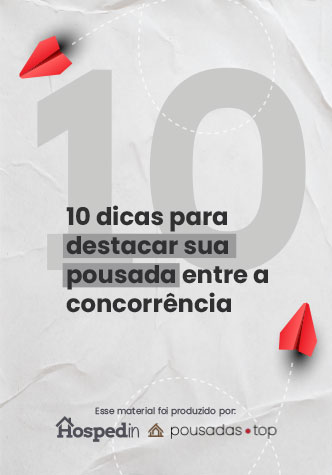 10
10 dicas para
destacar sua
pousada entre a
concorrência
Esse material foi produzido por:
Hospedin pousadas•top